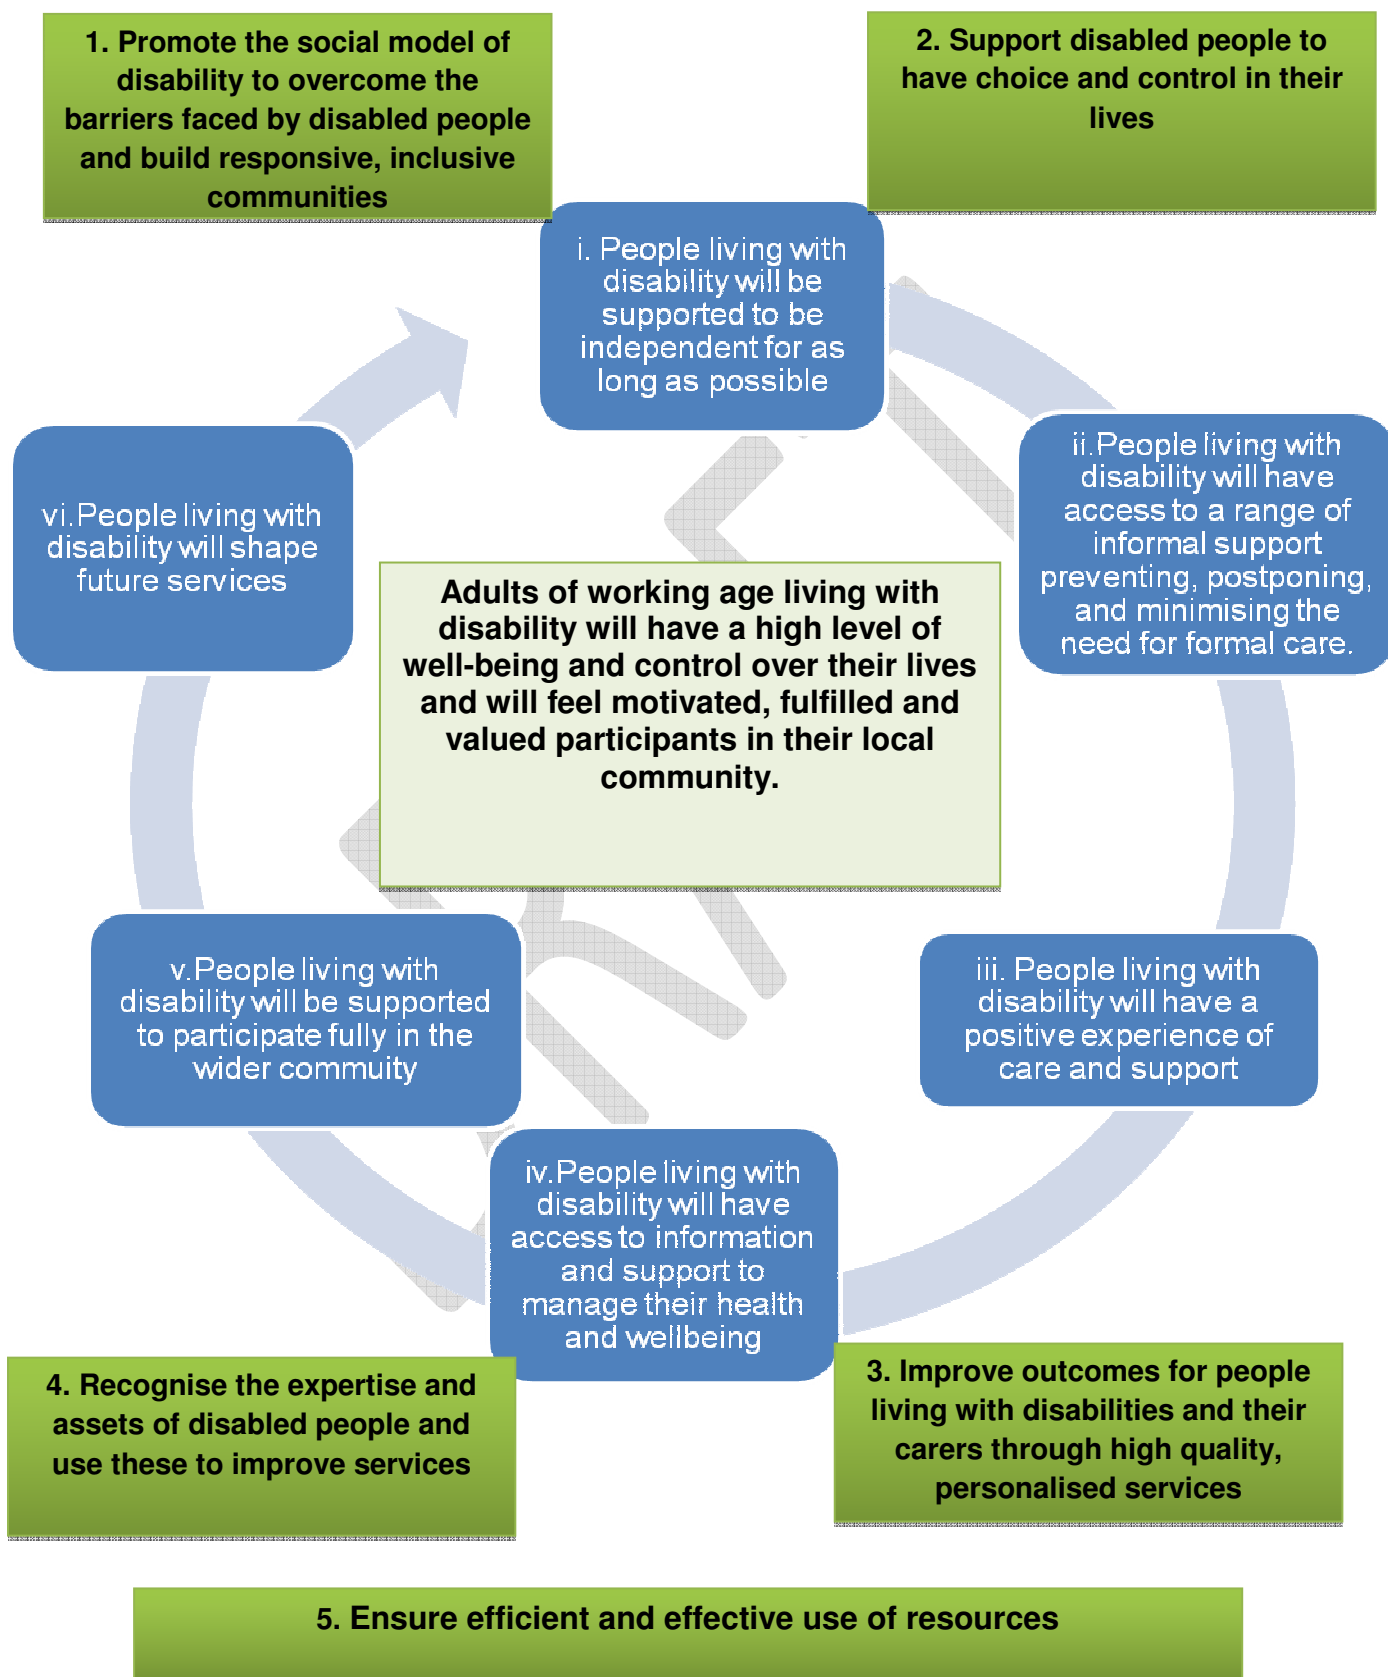 1. Promote the social model of
disability to overcome the
barriers faced by disabled people
and build responsive, inclusive
communities
2. Support disabled people to
have choice and control in their
lives
i. People living with
disability will be
supported to be
independent for as
long as possible
ii.People living with
disability will have
access to a range of
informal support
preventing, postponing,
and minimising the
need for formal care.
vi.People living with
disability will shape
future services
Adults of working age living with
disability will have a high level of
well-being and control over their lives
and will feel motivated, fulfilled and
valued participants in their local
community.
v.People living with
disability will be supported
to participate fully in the
wider commuity
iii. People living with
disability will have a
positive experience of
care and support
iv.People living with
disability will have
access to information
and support to
manage their health
and wellbeing
4. Recognise the expertise and
assets of disabled people and
use these to improve services
3. Improve outcomes for people
living with disabilities and their
carers through high quality,
personalised services
5. Ensure efficient and effective use of resources